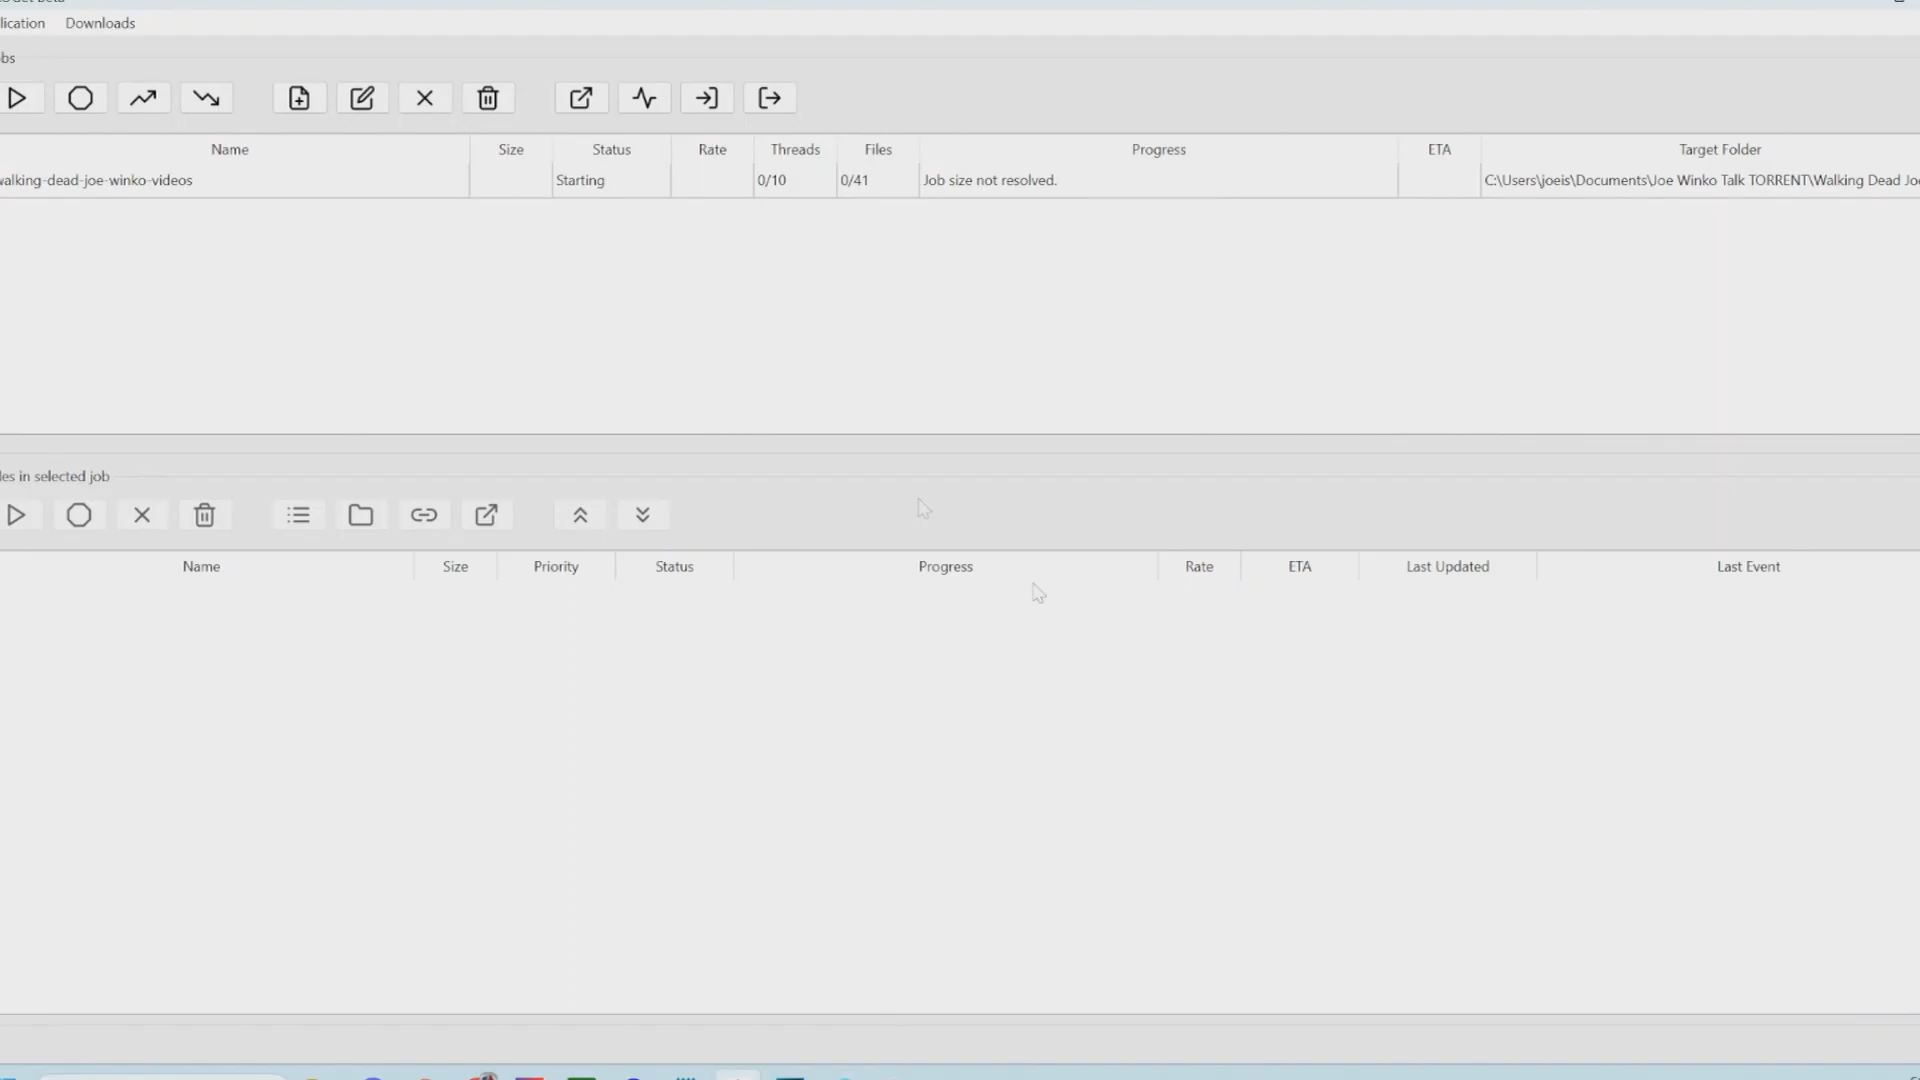 lication Downloads
obs
Name Size Status Rate Threads Files Progress ETA Target Folder
walking-dead-joe-winko-videos Starting 0/10 0/41 Job size not resolved. C:\Users\joeis\Documents\Joe Winko Talk TORRENT\Walking Dead Joe
les in selected job
Name Size Priority Status Progress Rate ETA Last Updated Last Event